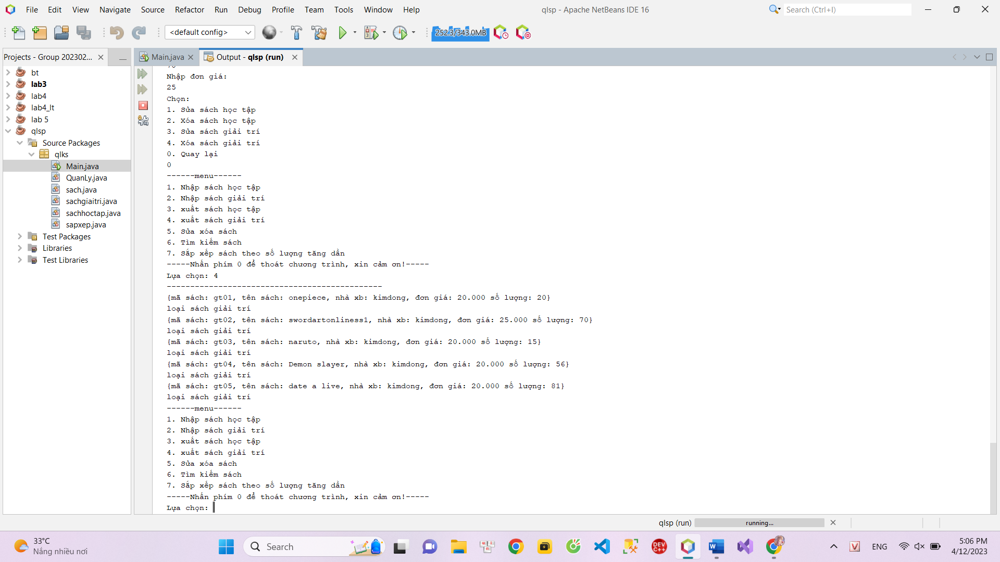 File Edit View Navigate Source Refactor Run Debug Profile Team Tools Window Help
qlsp - Apache NetBeans IDE 16
Search (Ctrl+I)
<default config>
252.3/343.0MB
Projects - Group 202302...
Main.java
Output - qlsp (run)
bt
lab3
lab4
lab4_lt
lab 5
qlsp
Source Packages
qlks
Main.java
QuanLy.java
sach.java
sachgiaitri.java
sachhoctap.java
sapxep.java
Test Packages
Libraries
Test Libraries
70
Nhập đơn giá:
25
Chọn:
1. Sửa sách học tập
2. Xóa sách học tập
3. Sửa sách giải trí
4. Xóa sách giải trí
0. Quay lại
0
------menu------
1. Nhập sách học tập
2. Nhập sách giải trí
3. xuất sách học tập
4. xuất sách giải trí
5. Sửa xóa sách
6. Tìm kiếm sách
7. Sắp xếp sách theo số lượng tăng dần
-----Nhấn phím 0 để thoát chương trình, xin cảm ơn!-----
Lựa chọn: 4
----------------------------------------------
{mã sách: gt01, tên sách: onepiece, nhà xb: kimdong, đơn giá: 20.000 số lượng: 20}
loại sách giải trí
{mã sách: gt02, tên sách: swordartonliness1, nhà xb: kimdong, đơn giá: 25.000 số lượng: 70}
loại sách giải trí
{mã sách: gt03, tên sách: naruto, nhà xb: kimdong, đơn giá: 20.000 số lượng: 15}
loại sách giải trí
{mã sách: gt04, tên sách: Demon slayer, nhà xb: kimdong, đơn giá: 20.000 số lượng: 56}
loại sách giải trí
{mã sách: gt05, tên sách: date a live, nhà xb: kimdong, đơn giá: 20.000 số lượng: 81}
loại sách giải trí
------menu------
1. Nhập sách học tập
2. Nhập sách giải trí
3. xuất sách học tập
4. xuất sách giải trí
5. Sửa xóa sách
6. Tìm kiếm sách
7. Sắp xếp sách theo số lượng tăng dần
-----Nhấn phím 0 để thoát chương trình, xin cảm ơn!-----
Lựa chọn:
qlsp (run)
running...
33°C
Nắng nhiều nơi
Search
DEV C++
V
ENG
5:06 PM
4/12/2023